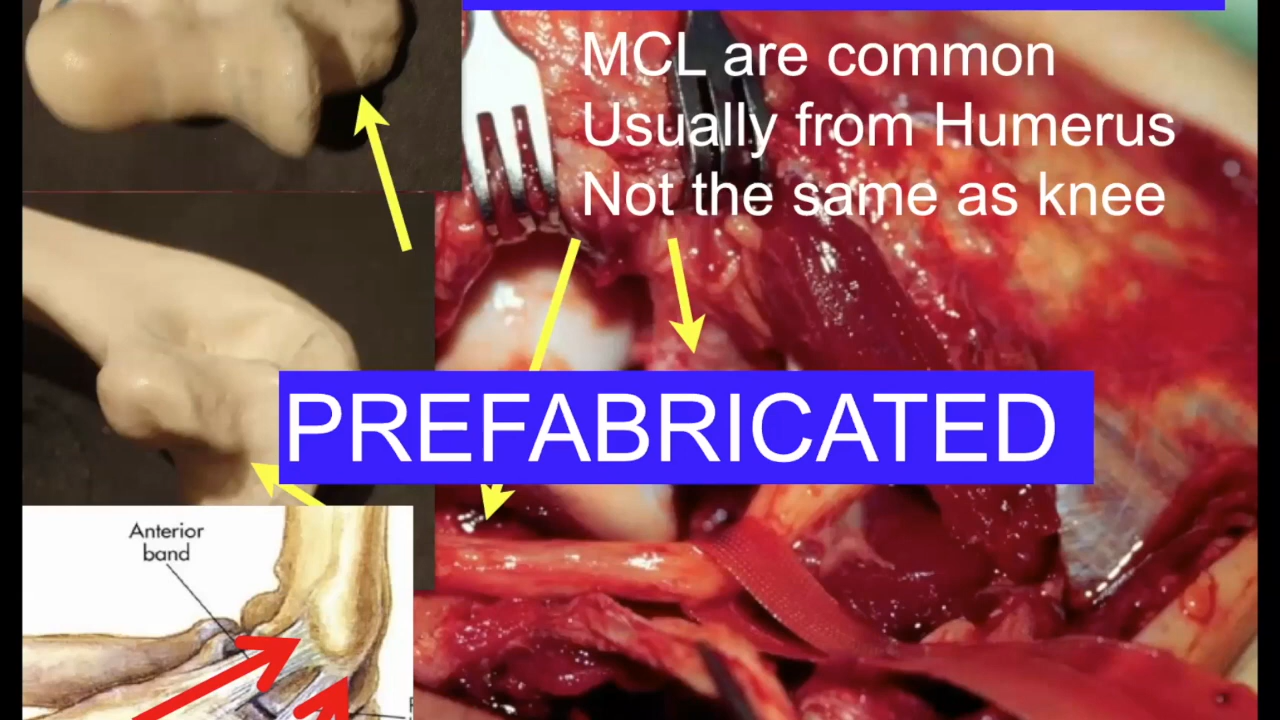 MCL are common
Usually from Humerus
Not the same as knee
PREFABRICATED
Anterior
band